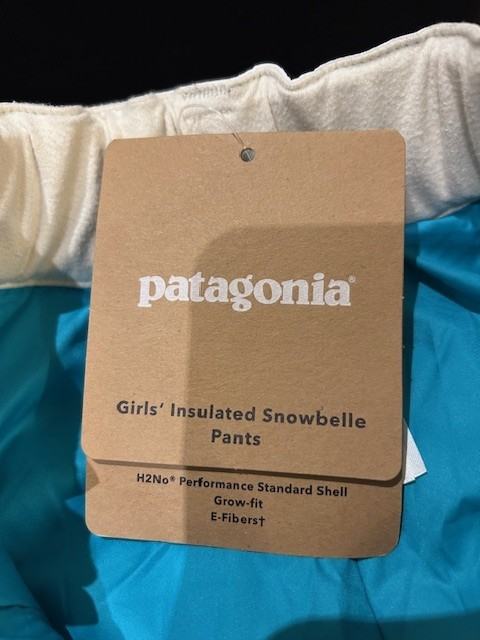 patagonia®
Girls' Insulated Snowbelle
Pants
H2No® Performance Standard Shell
Grow-fit
E-Fibers†